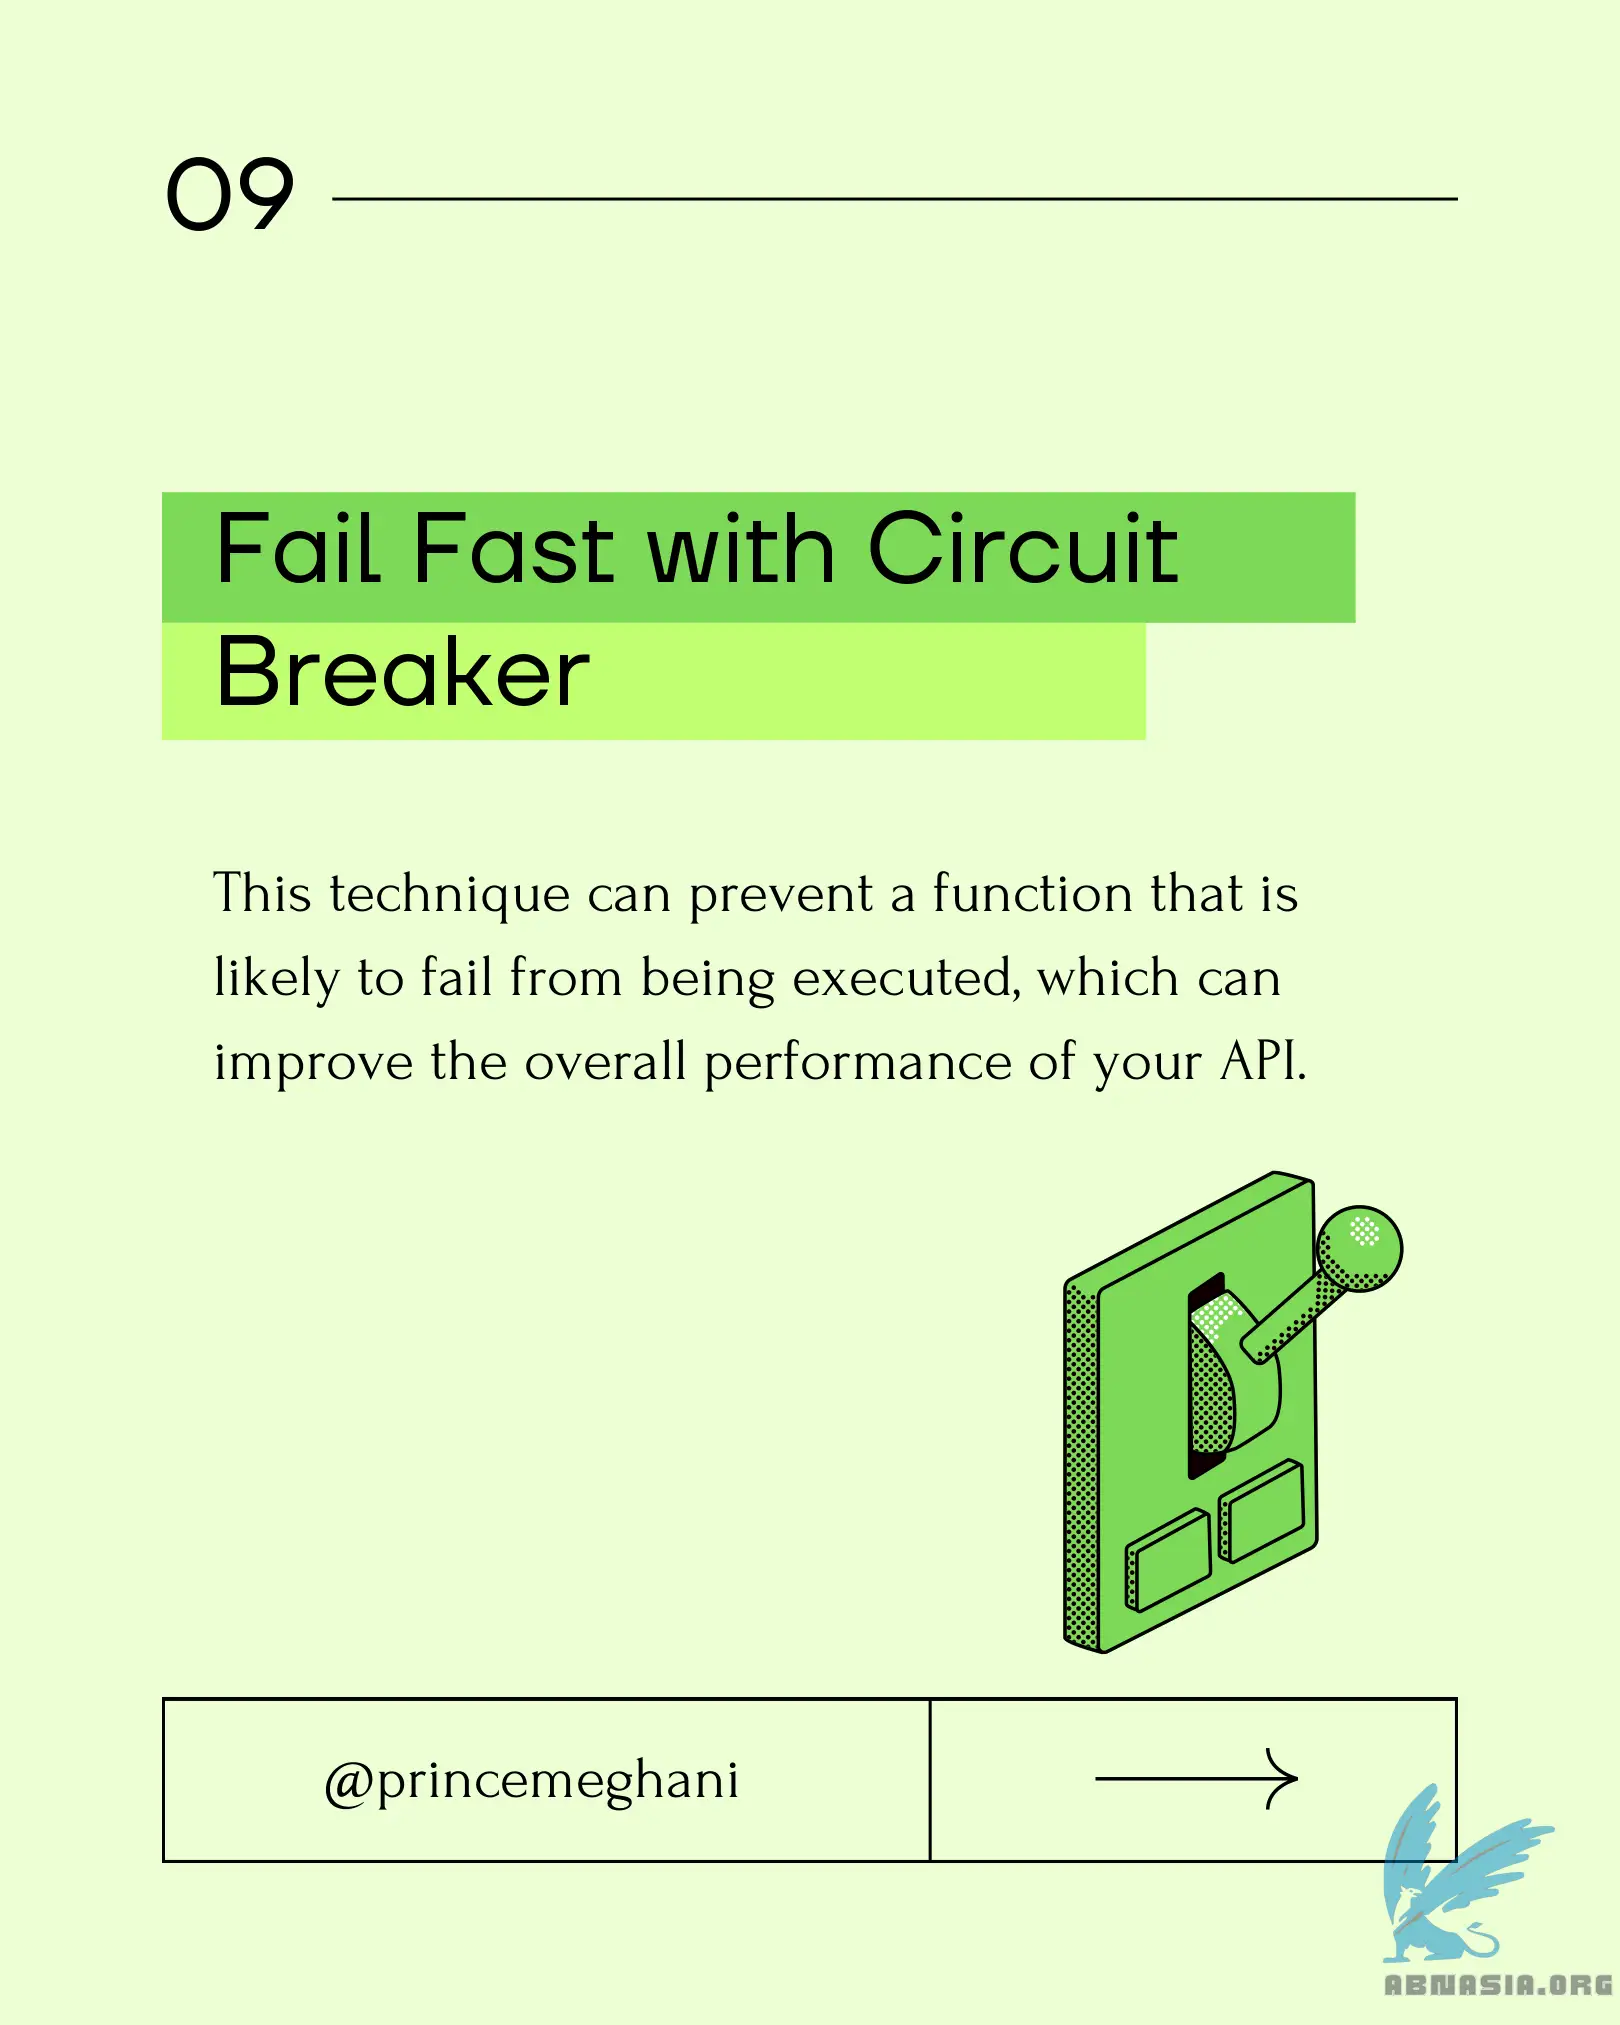 09
Fail Fast with Circuit
Breaker
This technique can prevent a function that is
likely to fail from being executed, which can
improve the overall performance of your API.
@princemeghani
ABNASIA.ORG